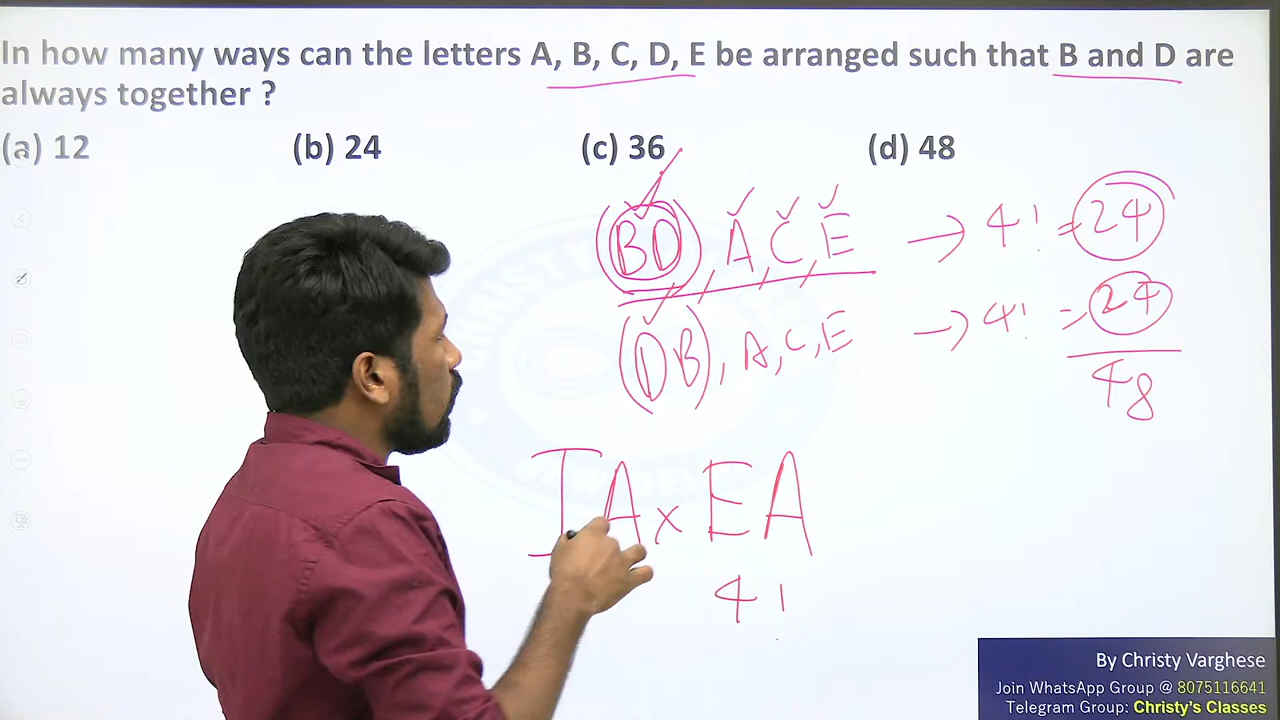 In how many ways can the letters A, B, C, D, E be arranged such that B and D are
always together ?
(a) 12 (b) 24 (c) 36 (d) 48
(BD), A, C, E → 4! = 24
(DB), A, C, E → 4! = 24
48
IA x EA
4!
By Christy Varghese
Join WhatsApp Group @ 8075116641
Telegram Group: Christy's Classes